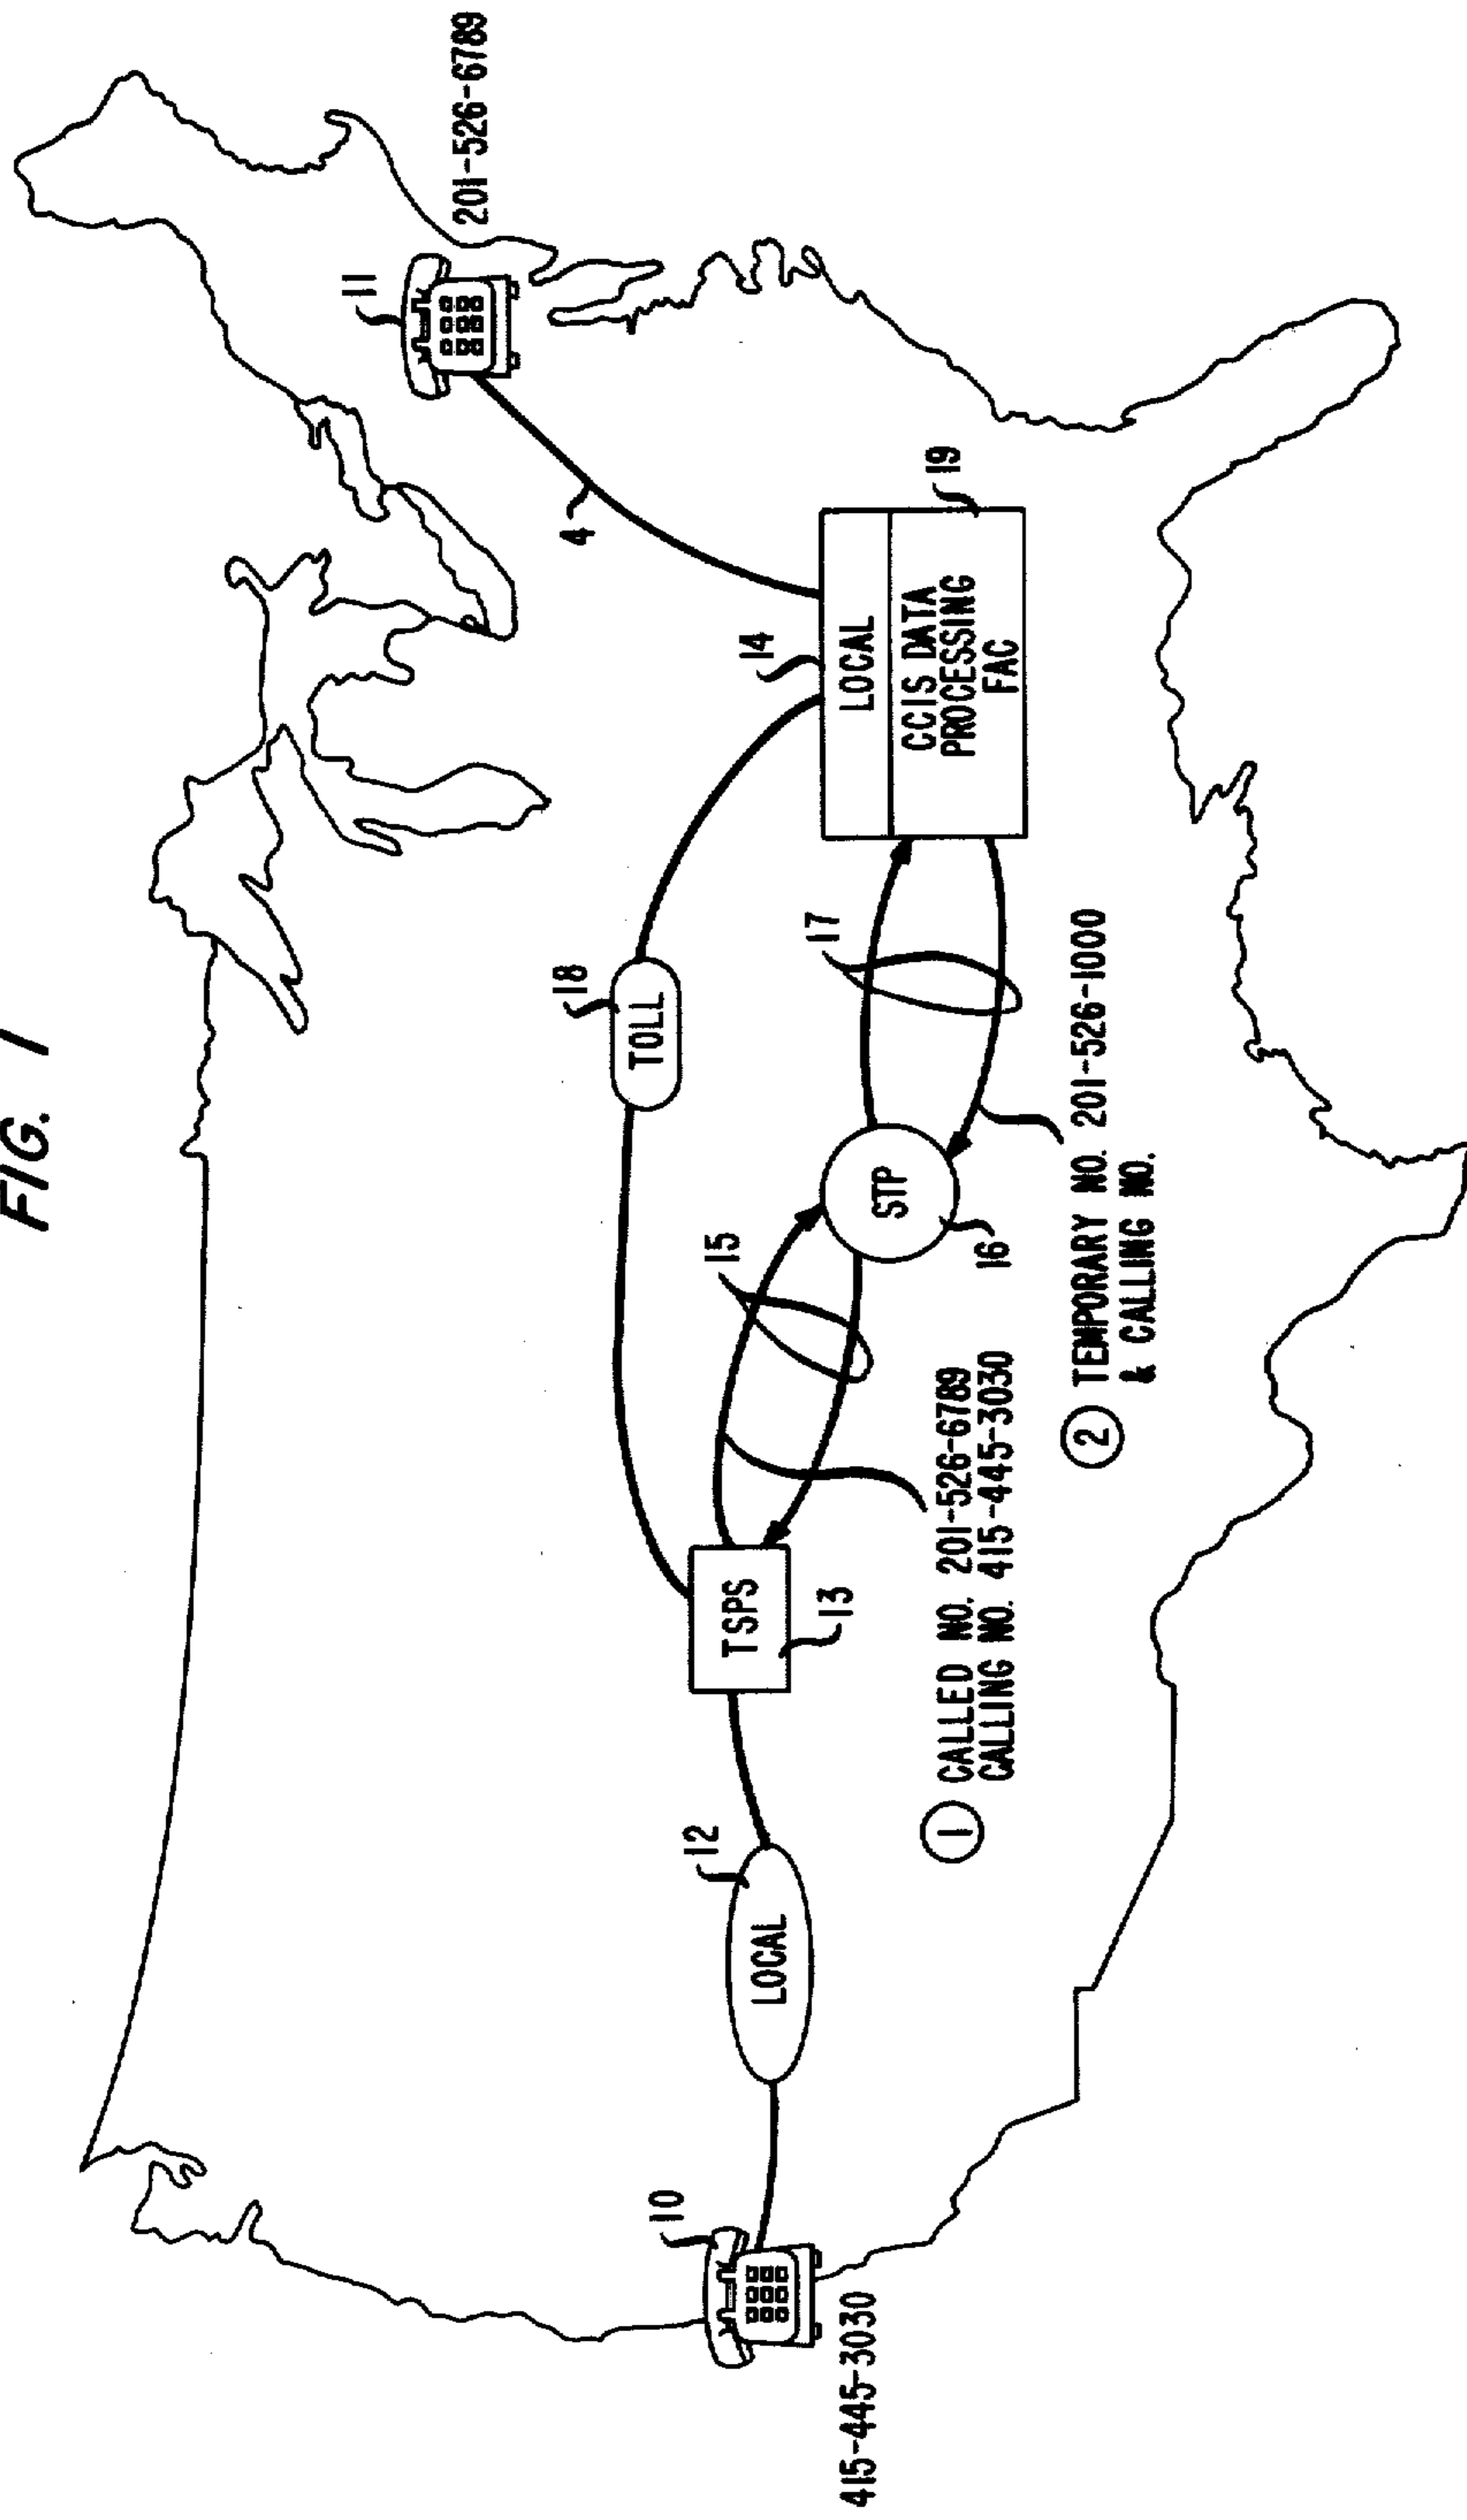 FIG. 1
11
201-526-6789
4
18
TOLL
14
LOCAL
19
CCIS DATA
PROCESSING
FAC
17
15
STP
16
10
415-445-3030
12
LOCAL
TSPS
13
1 CALLED NO. 201-526-6789
CALLING NO. 415-445-3030
2 TEMPORARY NO. 201-526-1000
& CALLING NO.